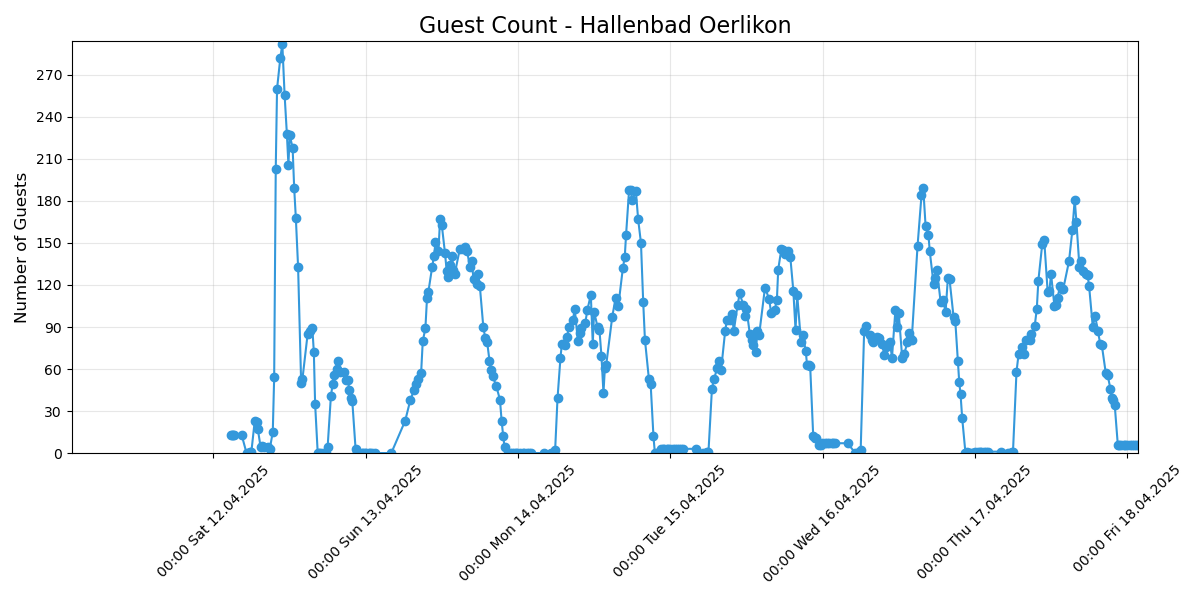 Guest Count - Hallenbad Oerlikon
Number of Guests
270
240
210
180
150
120
90
60
30
0
00:00 Sat 12.04.2025
00:00 Sun 13.04.2025
00:00 Mon 14.04.2025
00:00 Tue 15.04.2025
00:00 Wed 16.04.2025
00:00 Thu 17.04.2025
00:00 Fri 18.04.2025